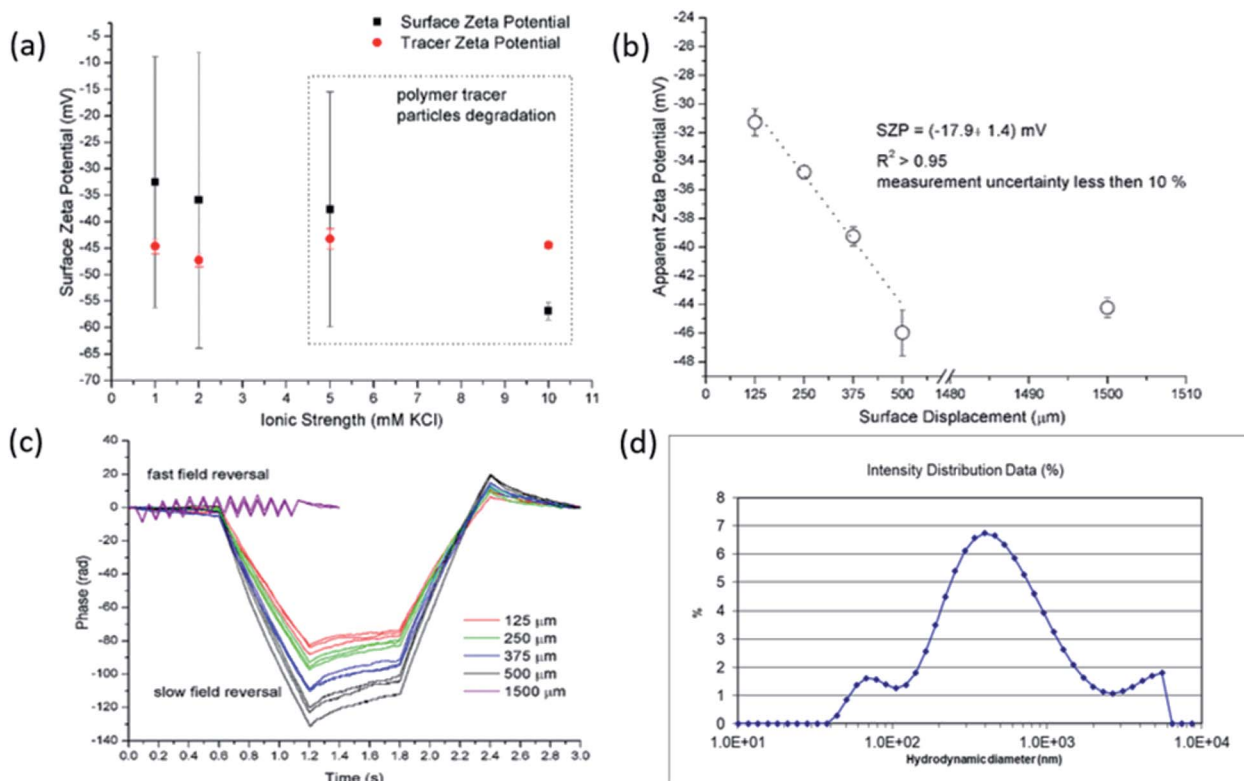 (a)
Surface Zeta Potential
Tracer Zeta Potential
polymer tracer
particles degradation
Surface Zeta Potential (mV)
-5
-10
-15
-20
-25
-30
-35
-40
-45
-50
-55
-60
-65
-70
0 1 2 3 4 5 6 7 8 9 10 11
Ionic Strength (mM KCl)
(b)
Apparent Zeta Potential (mV)
-24
-26
-28
-30
-32
-34
-36
-38
-40
-42
-44
-46
-48
SZP = (-17.9± 1.4) mV
R² > 0.95
measurement uncertainty less then 10 %
0 125 250 375 500 1480 1490 1500 1510
Surface Displacement (μm)
(c)
Phase (rad)
40
20
0
-20
-40
-60
-80
-100
-120
-140
fast field reversal
slow field reversal
125 μm
250 μm
375 μm
500 μm
1500 μm
0.0 0.2 0.4 0.6 0.8 1.0 1.2 1.4 1.6 1.8 2.0 2.2 2.4 2.6 2.8 3.0
Time (s)
(d)
Intensity Distribution Data (%)
%
8
7
6
5
4
3
2
1
0
1.0E+01 1.0E+02 1.0E+03 1.0E+04
Hydrodynamic diameter (nm)